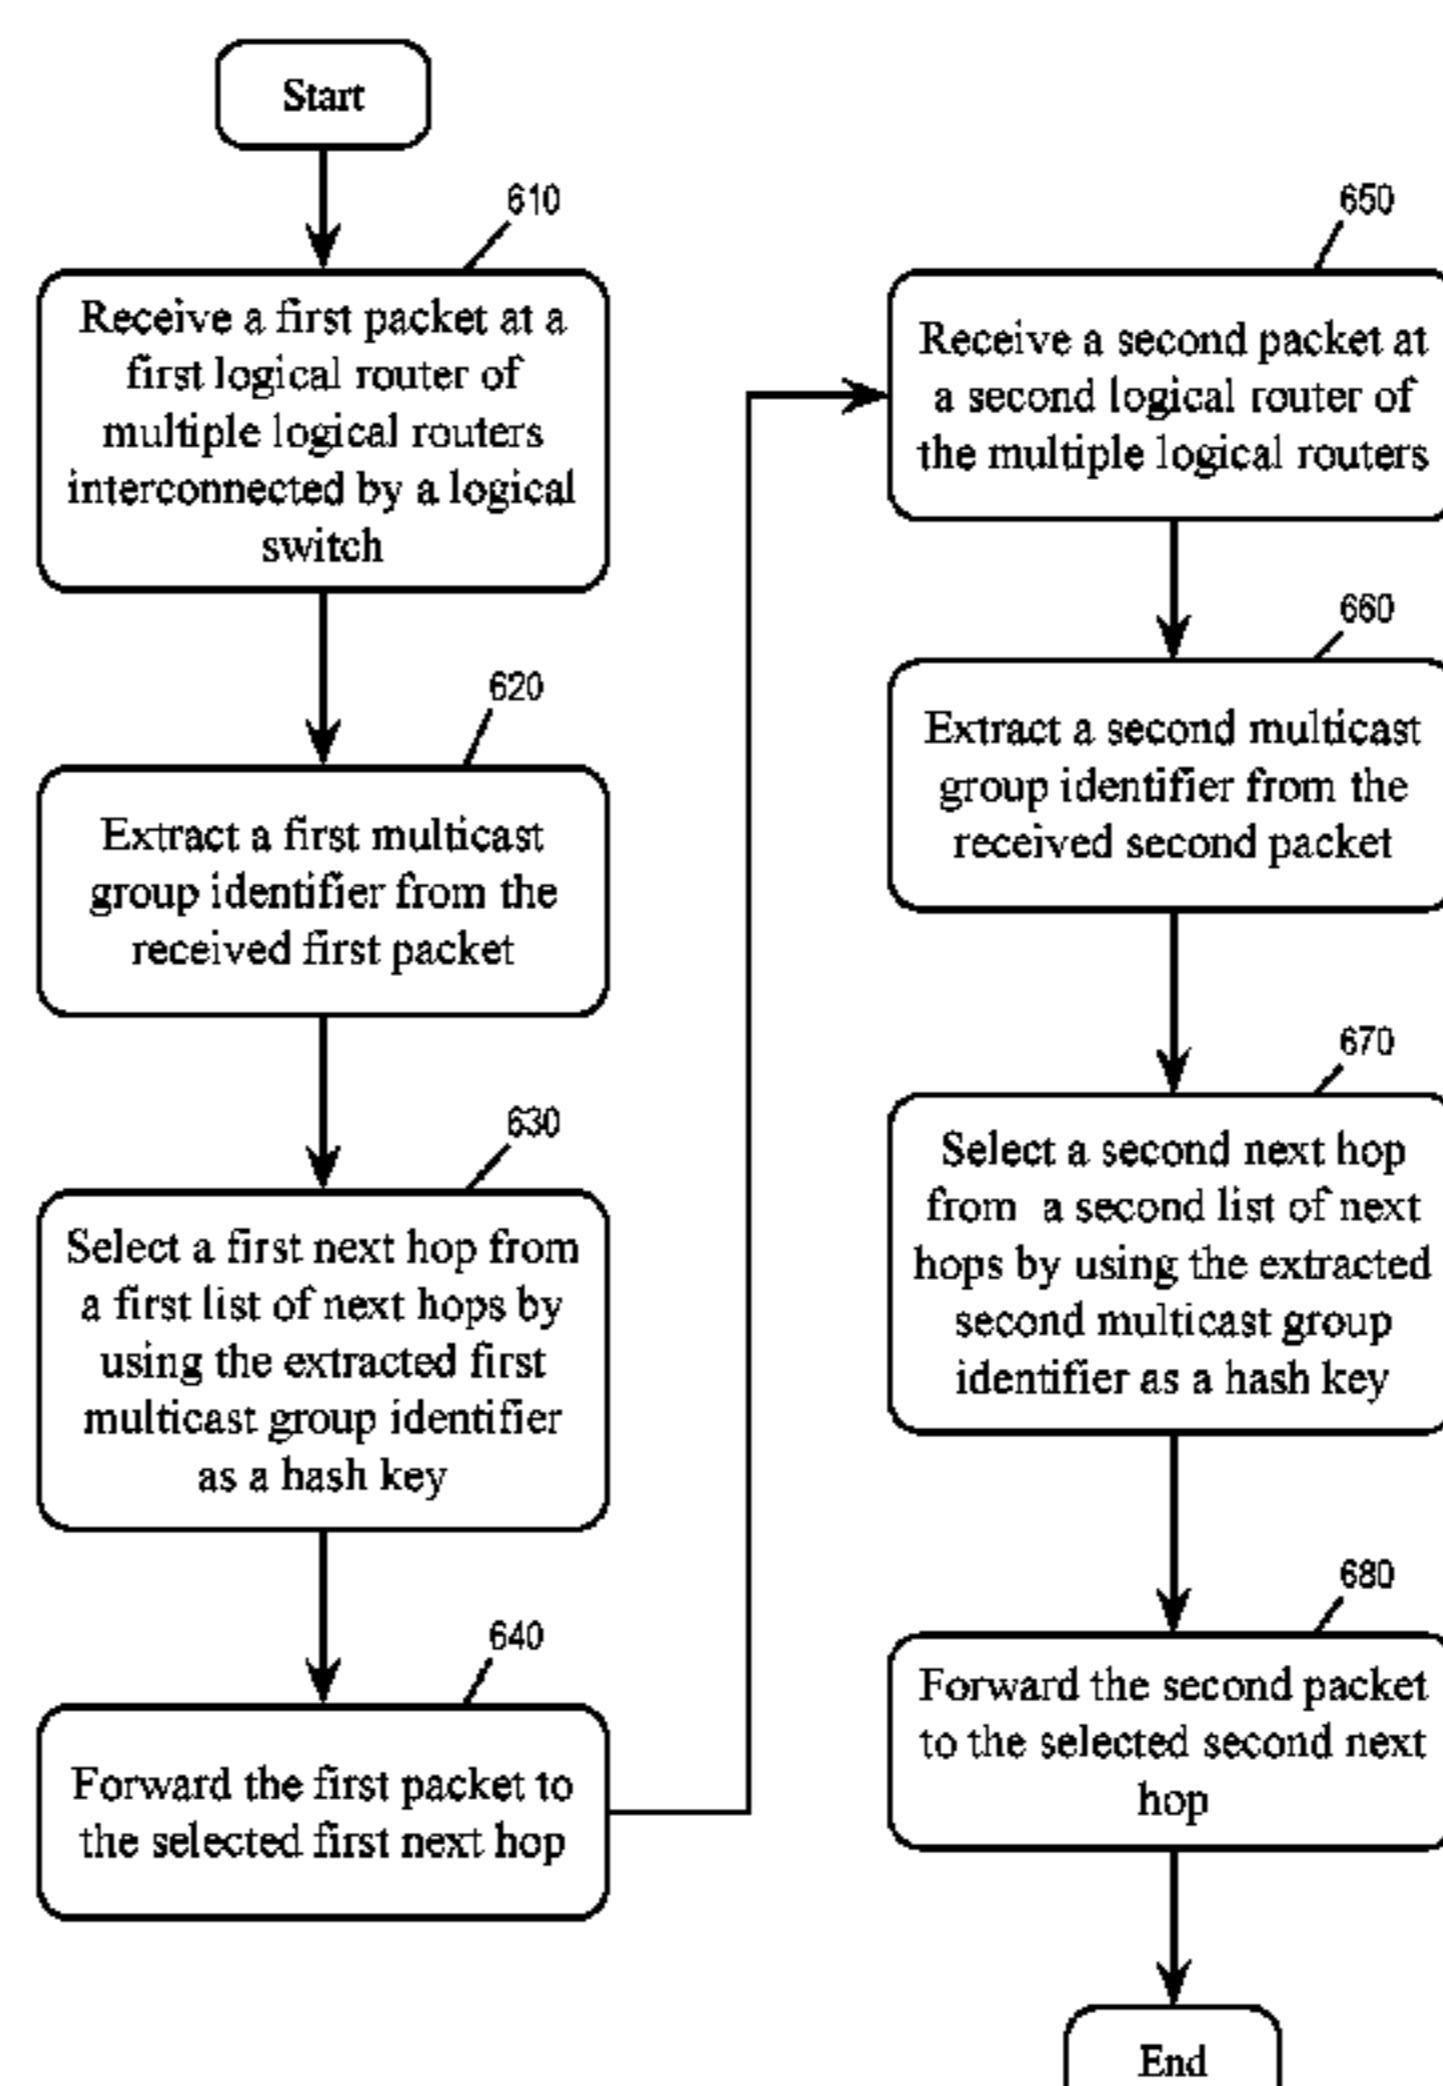 Start
610
Receive a first packet at a
first logical router of
multiple logical routers
interconnected by a logical
switch
620
Extract a first multicast
group identifier from the
received first packet
630
Select a first next hop from
a first list of next hops by
using the extracted first
multicast group identifier
as a hash key
640
Forward the first packet to
the selected first next hop
650
Receive a second packet at
a second logical router of
the multiple logical routers
660
Extract a second multicast
group identifier from the
received second packet
670
Select a second next hop
from a second list of next
hops by using the extracted
second multicast group
identifier as a hash key
680
Forward the second packet
to the selected second next
hop
End